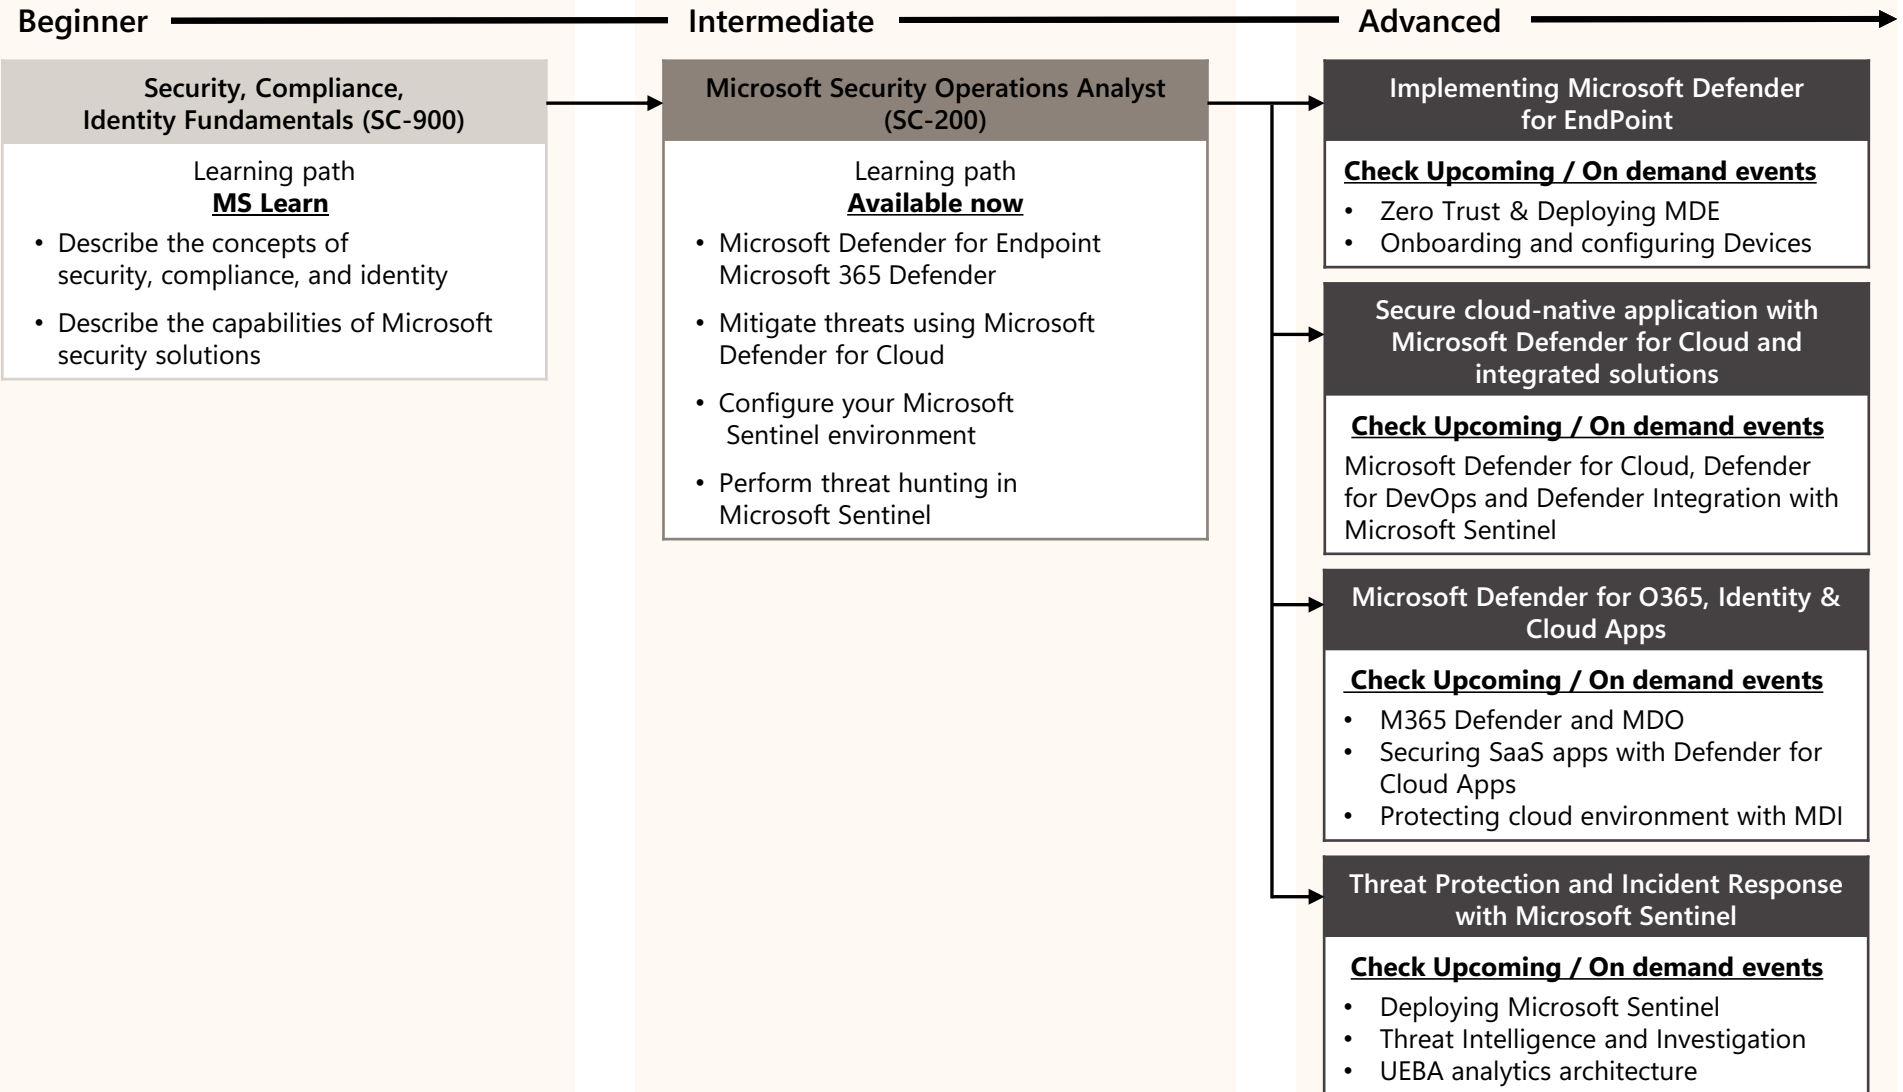 Beginner
Intermediate
Advanced
Security, Compliance,
Identity Fundamentals (SC-900)
Learning path
MS Learn
• Describe the concepts of
security, compliance, and identity
• Describe the capabilities of Microsoft
security solutions
Microsoft Security Operations Analyst
(SC-200)
Learning path
Available now
• Microsoft Defender for Endpoint
Microsoft 365 Defender
• Mitigate threats using Microsoft
Defender for Cloud
• Configure your Microsoft
Sentinel environment
• Perform threat hunting in
Microsoft Sentinel
Implementing Microsoft Defender
for EndPoint
Check Upcoming / On demand events
• Zero Trust & Deploying MDE
• Onboarding and configuring Devices
Secure cloud-native application with
Microsoft Defender for Cloud and
integrated solutions
Check Upcoming / On demand events
Microsoft Defender for Cloud, Defender
for DevOps and Defender Integration with
Microsoft Sentinel
Microsoft Defender for O365, Identity &
Cloud Apps
Check Upcoming / On demand events
• M365 Defender and MDO
• Securing SaaS apps with Defender for
Cloud Apps
• Protecting cloud environment with MDI
Threat Protection and Incident Response
with Microsoft Sentinel
Check Upcoming / On demand events
• Deploying Microsoft Sentinel
• Threat Intelligence and Investigation
• UEBA analytics architecture